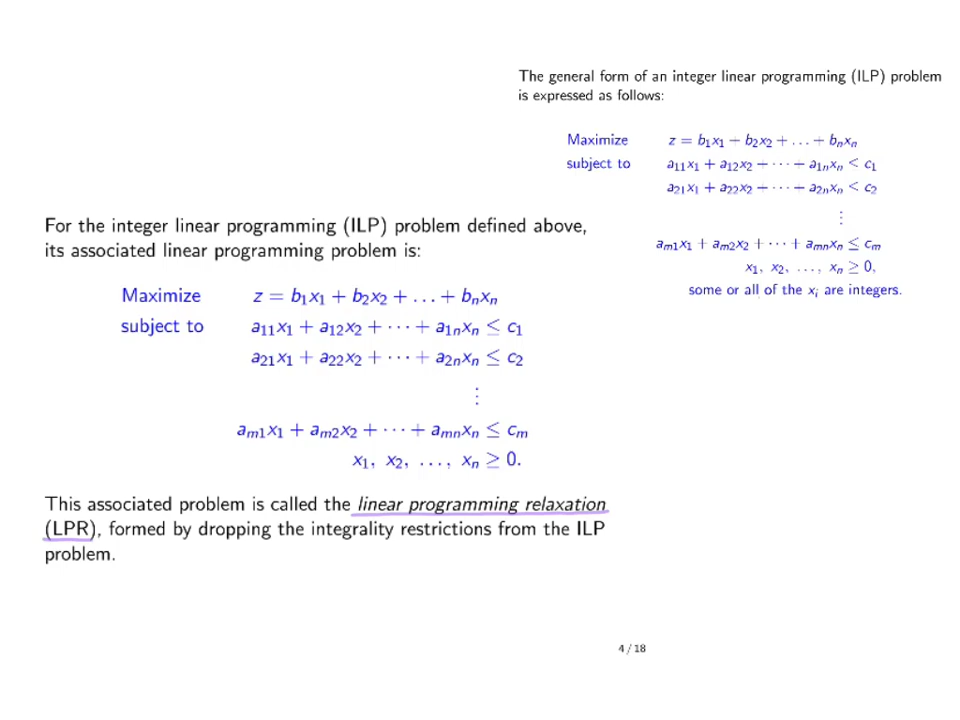 The general form of an integer linear programming (ILP) problem
is expressed as follows:
Maximize z = b₁x₁ + b₂x₂ + . . . + bₙxₙ
subject to a₁₁x₁ + a₁₂x₂ + · · · + a₁ₙxₙ ≤ c₁
a₂₁x₁ + a₂₂x₂ + · · · + a₂ₙxₙ ≤ c₂
⋮
aₘ₁x₁ + aₘ₂x₂ + · · · + aₘₙxₙ ≤ cₘ
x₁, x₂, . . . , xₙ ≥ 0,
some or all of the xᵢ are integers.
For the integer linear programming (ILP) problem defined above,
its associated linear programming problem is:
Maximize z = b₁x₁ + b₂x₂ + . . . + bₙxₙ
subject to a₁₁x₁ + a₁₂x₂ + · · · + a₁ₙxₙ ≤ c₁
a₂₁x₁ + a₂₂x₂ + · · · + a₂ₙxₙ ≤ c₂
⋮
aₘ₁x₁ + aₘ₂x₂ + · · · + aₘₙxₙ ≤ cₘ
x₁, x₂, . . . , xₙ ≥ 0.
This associated problem is called the linear programming relaxation
(LPR), formed by dropping the integrality restrictions from the ILP
problem.
4 / 18